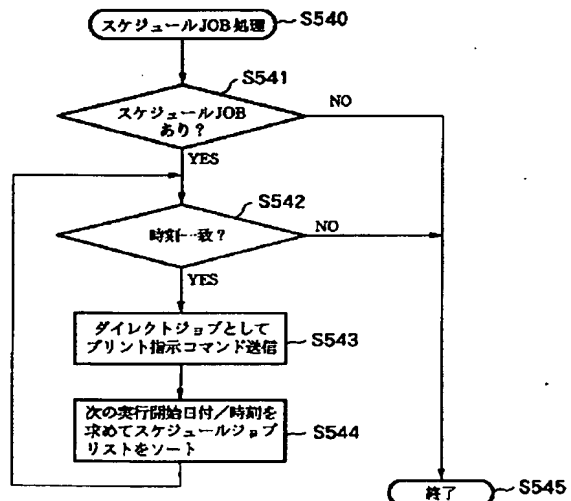 スケジュールJOB処理
S540
S541
スケジュールJOB
あり?
NO
YES
S542
時刻一致?
NO
YES
ダイレクトジョブとして
プリント指示コマンド送信
S543
次の実行開始日付/時刻を
求めてスケジュールジョブ
リストをソート
S544
終了
S545